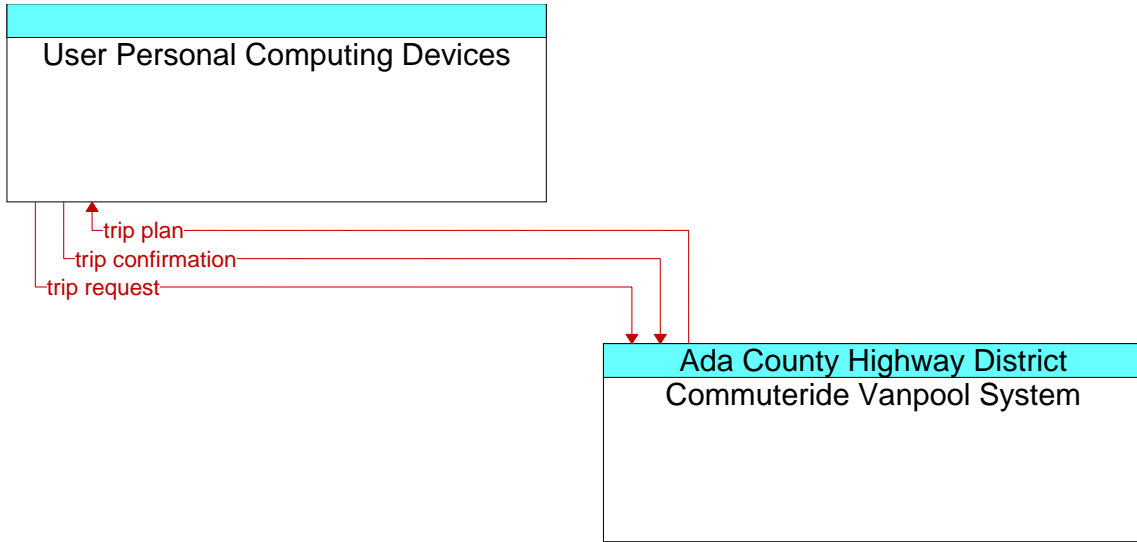 User Personal Computing Devices
trip plan
trip confirmation
trip request
Ada County Highway District
Commuteride Vanpool System